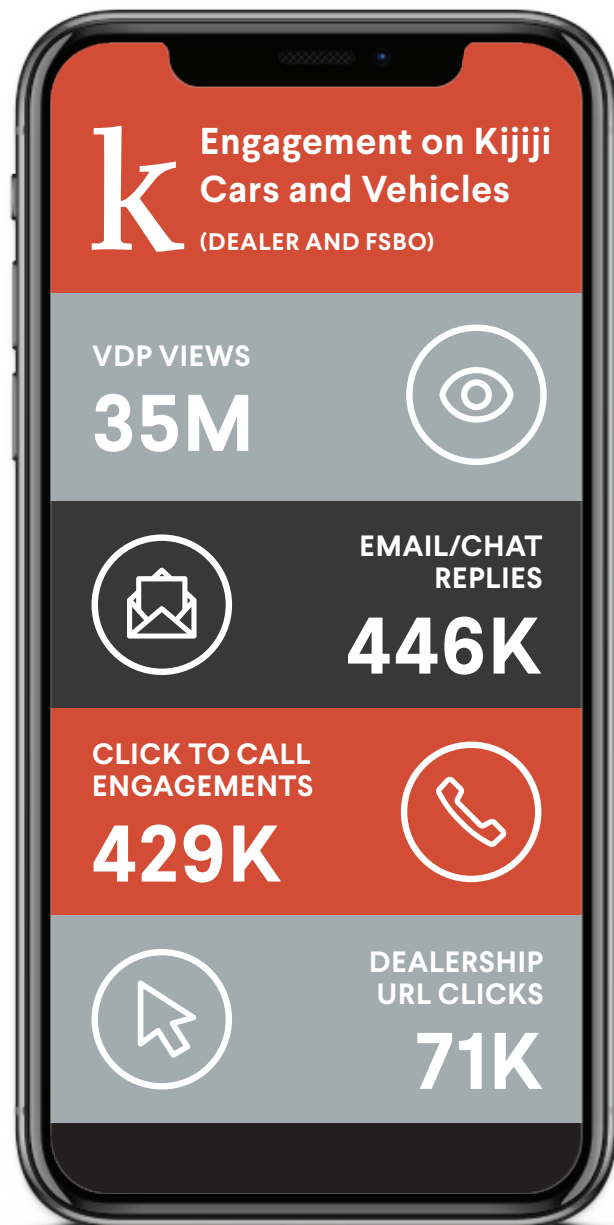 k
Engagement on Kijiji
Cars and Vehicles
(DEALER AND FSBO)
VDP VIEWS
35M
EMAIL/CHAT
REPLIES
446K
CLICK TO CALL
ENGAGEMENTS
429K
DEALERSHIP
URL CLICKS
71K